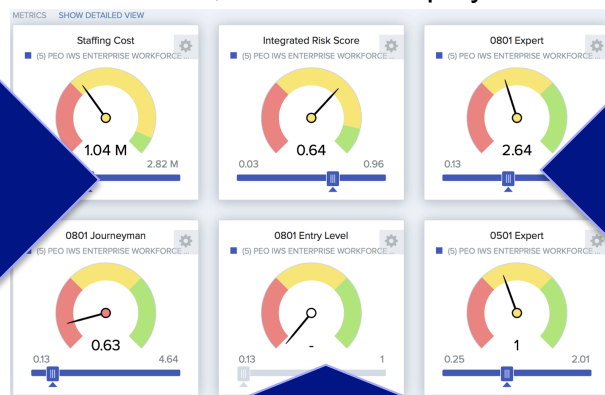 METRICS SHOW DETAILED VIEW
Staffing Cost
(5) PEO IWS ENTERPRISE WORKFORCE...
1.04 M
2.82 M
Integrated Risk Score
(5) PEO IWS ENTERPRISE WORKFORCE...
0.64
0.03 0.96
0801 Expert
(5) PEO IWS ENTERPRISE WORKFORCE...
2.64
0.13
0801 Journeyman
(5) PEO IWS ENTERPRISE WORKFORCE...
0.63
0.13 4.64
0801 Entry Level
(5) PEO IWS ENTERPRISE WORKFORCE...
-
0.13 1
0501 Expert
(5) PEO IWS ENTERPRISE WORKFORCE...
1
0.25 2.01